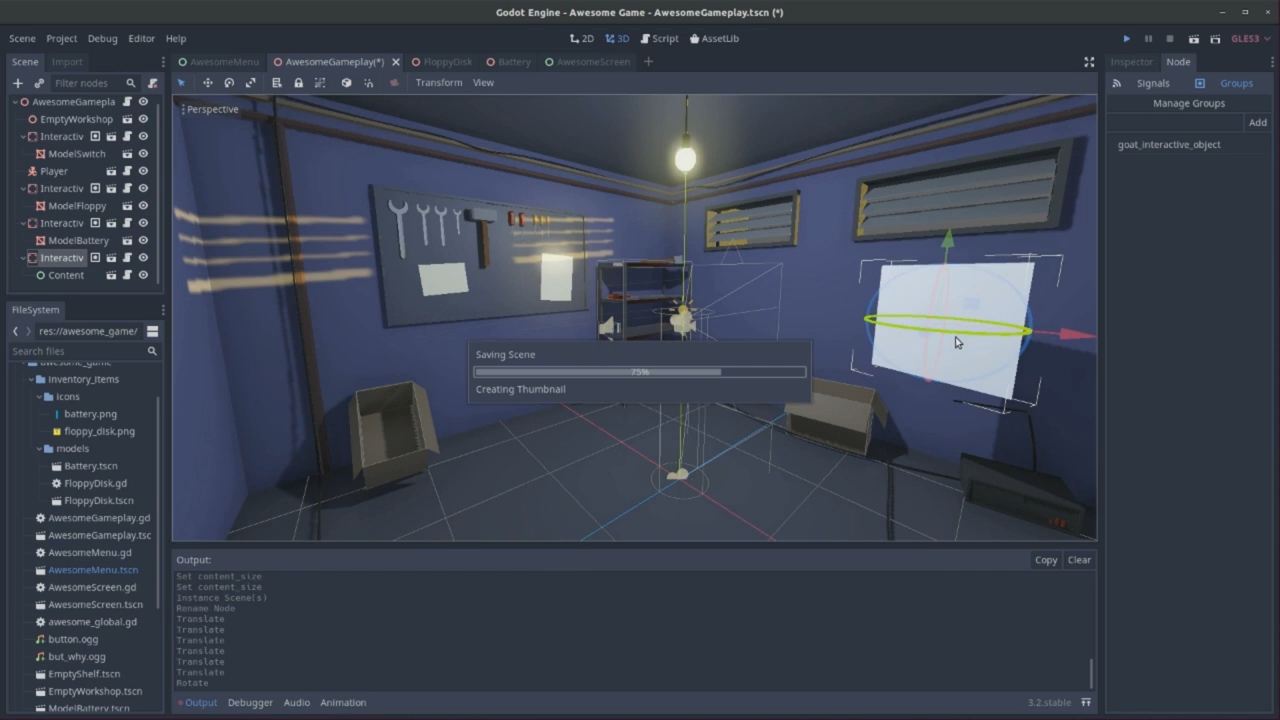 Godot Engine - Awesome Game - AwesomeGameplay.tscn (*)
Scene Project Debug Editor Help
2D 3D Script AssetLib
GLES3
Scene Import
AwesomeMenu AwesomeGameplay(*) FloppyDisk Battery AwesomeScreen
Inspector Node
Filter nodes
Transform View
Signals Groups
Manage Groups
Add
goat_interactive_object
AwesomeGamepla
EmptyWorkshop
Interactiv
ModelSwitch
Player
Interactiv
ModelFloppy
Interactiv
ModelBattery
Interactiv
Content
Perspective
Saving Scene
75%
Creating Thumbnail
FileSystem
res://awesome_game/
Search files
awesome_game
inventory_items
icons
battery.png
floppy_disk.png
models
Battery.tscn
FloppyDisk.gd
FloppyDisk.tscn
AwesomeGameplay.gd
AwesomeGameplay.tsc
AwesomeMenu.gd
AwesomeMenu.tscn
AwesomeScreen.gd
AwesomeScreen.tscn
awesome_global.gd
button.ogg
but_why.ogg
EmptyShelf.tscn
EmptyWorkshop.tscn
ModelBattery.tscn
Output:
Copy Clear
Set content_size
Set content_size
Instance Scene(s)
Rename Node
Translate
Translate
Translate
Translate
Translate
Translate
Rotate
Output Debugger Audio Animation
3.2.stable